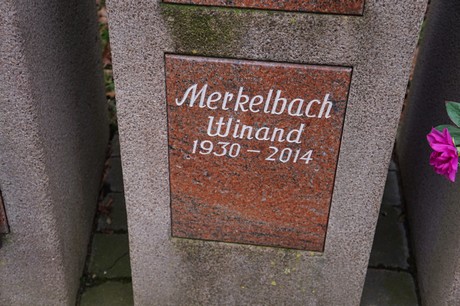 Merkelbach
Winand
1930 – 2014